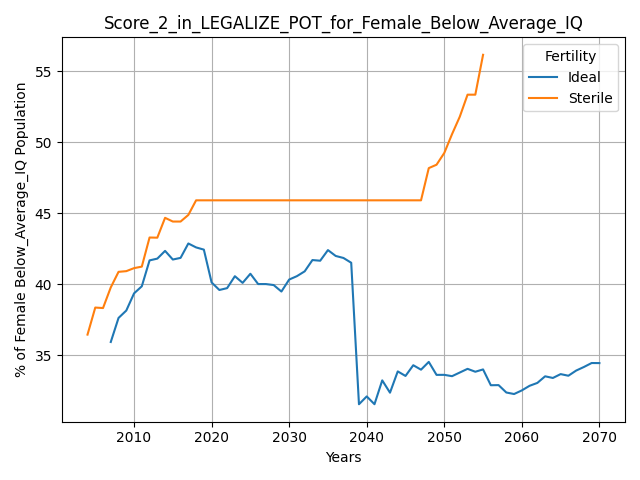 Score_2_in_LEGALIZE_POT_for_Female_Below_Average_IQ
% of Female Below_Average_IQ Population
55
50
45
40
35
Fertility
Ideal
Sterile
2010 2020 2030 2040 2050 2060 2070
Years